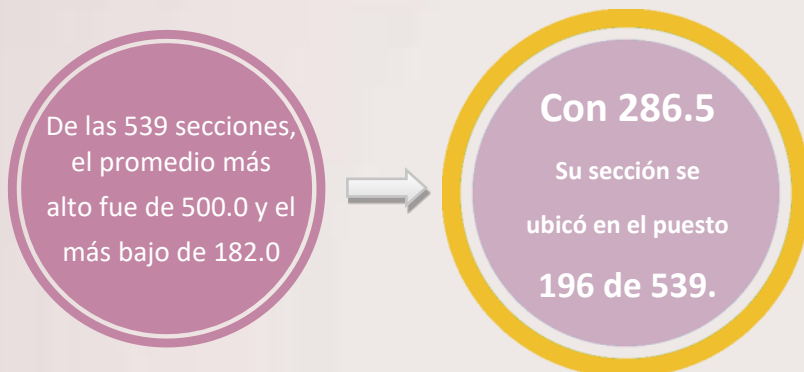 De las 539 secciones,
el promedio más
alto fue de 500.0 y el
más bajo de 182.0
Con 286.5
Su sección se
ubicó en el puesto
196 de 539.